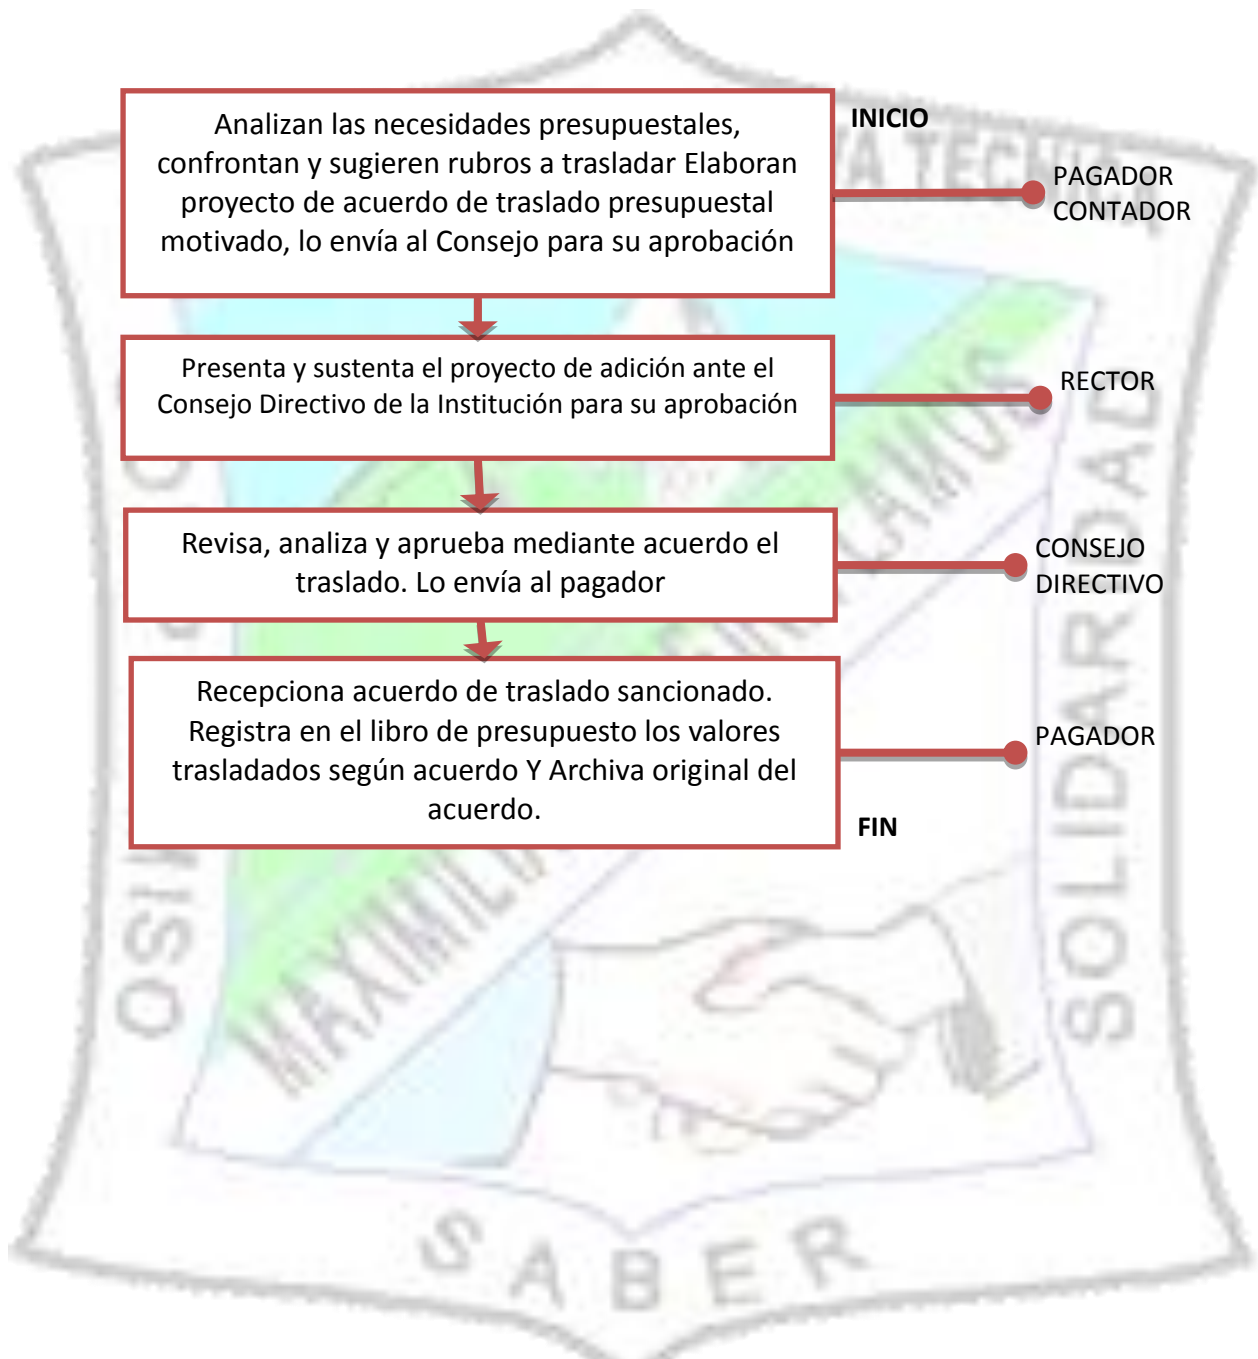 INICIO
Analizan las necesidades presupuestales,
confrontan y sugieren rubros a trasladar Elaboran
proyecto de acuerdo de traslado presupuestal
motivado, lo envía al Consejo para su aprobación
PAGADOR
CONTADOR
Presenta y sustenta el proyecto de adición ante el
Consejo Directivo de la Institución para su aprobación
RECTOR
Revisa, analiza y aprueba mediante acuerdo el
traslado. Lo envía al pagador
CONSEJO
DIRECTIVO
Recepciona acuerdo de traslado sancionado.
Registra en el libro de presupuesto los valores
trasladados según acuerdo Y Archiva original del
acuerdo.
PAGADOR
FIN
SOLIDARIDAD
SABER